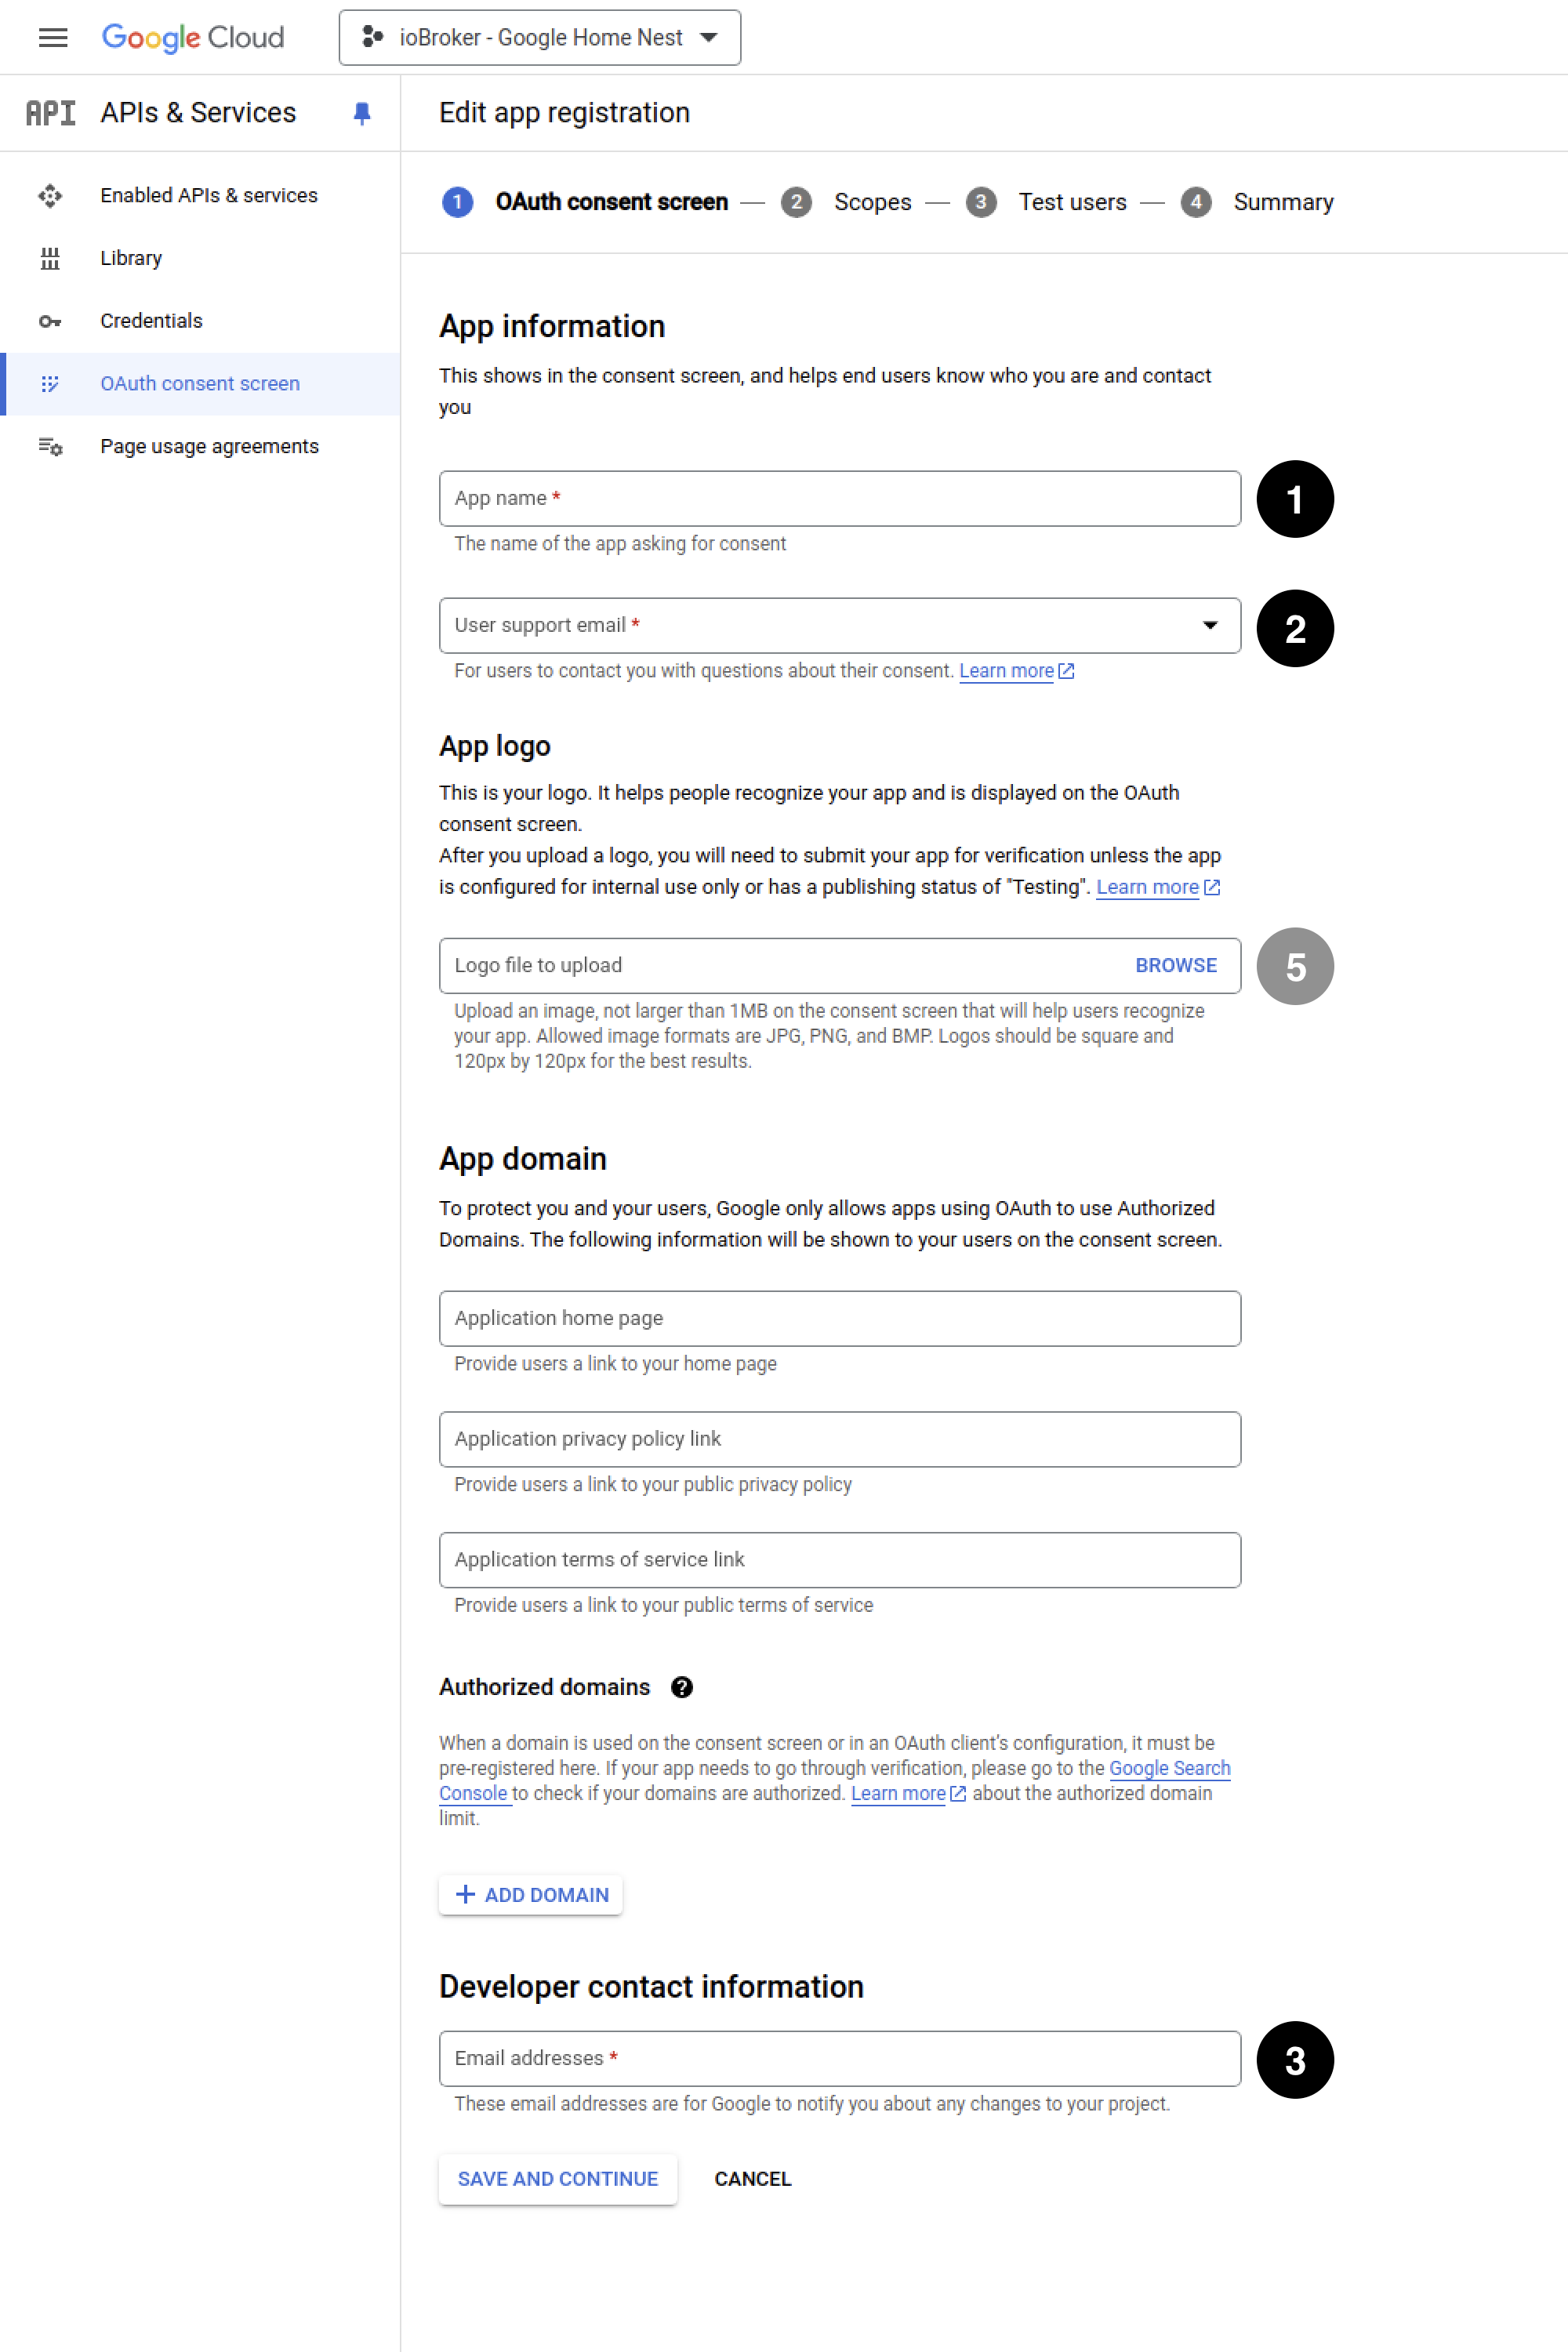 Google Cloud
ioBroker - Google Home Nest
API APIs & Services
Edit app registration
Enabled APIs & services
Library
Credentials
OAuth consent screen
Page usage agreements
1 OAuth consent screen — 2 Scopes — 3 Test users — 4 Summary
App information
This shows in the consent screen, and helps end users know who you are and contact
you
App name *
1
The name of the app asking for consent
User support email *
2
For users to contact you with questions about their consent. Learn more
App logo
This is your logo. It helps people recognize your app and is displayed on the OAuth
consent screen.
After you upload a logo, you will need to submit your app for verification unless the app
is configured for internal use only or has a publishing status of "Testing". Learn more
Logo file to upload BROWSE
5
Upload an image, not larger than 1MB on the consent screen that will help users recognize
your app. Allowed image formats are JPG, PNG, and BMP. Logos should be square and
120px by 120px for the best results.
App domain
To protect you and your users, Google only allows apps using OAuth to use Authorized
Domains. The following information will be shown to your users on the consent screen.
Application home page
Provide users a link to your home page
Application privacy policy link
Provide users a link to your public privacy policy
Application terms of service link
Provide users a link to your public terms of service
Authorized domains ?
When a domain is used on the consent screen or in an OAuth client's configuration, it must be
pre-registered here. If your app needs to go through verification, please go to the Google Search
Console to check if your domains are authorized. Learn more about the authorized domain
limit.
+ ADD DOMAIN
Developer contact information
Email addresses *
3
These email addresses are for Google to notify you about any changes to your project.
SAVE AND CONTINUE CANCEL